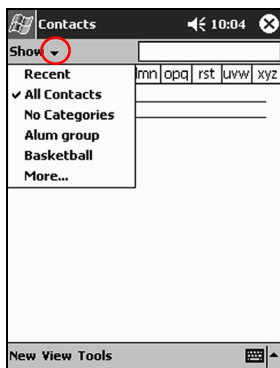 Contacts 10:04
Show
lmn opq rst uvw xyz
Recent
All Contacts
No Categories
Alum group
Basketball
More...
New View Tools